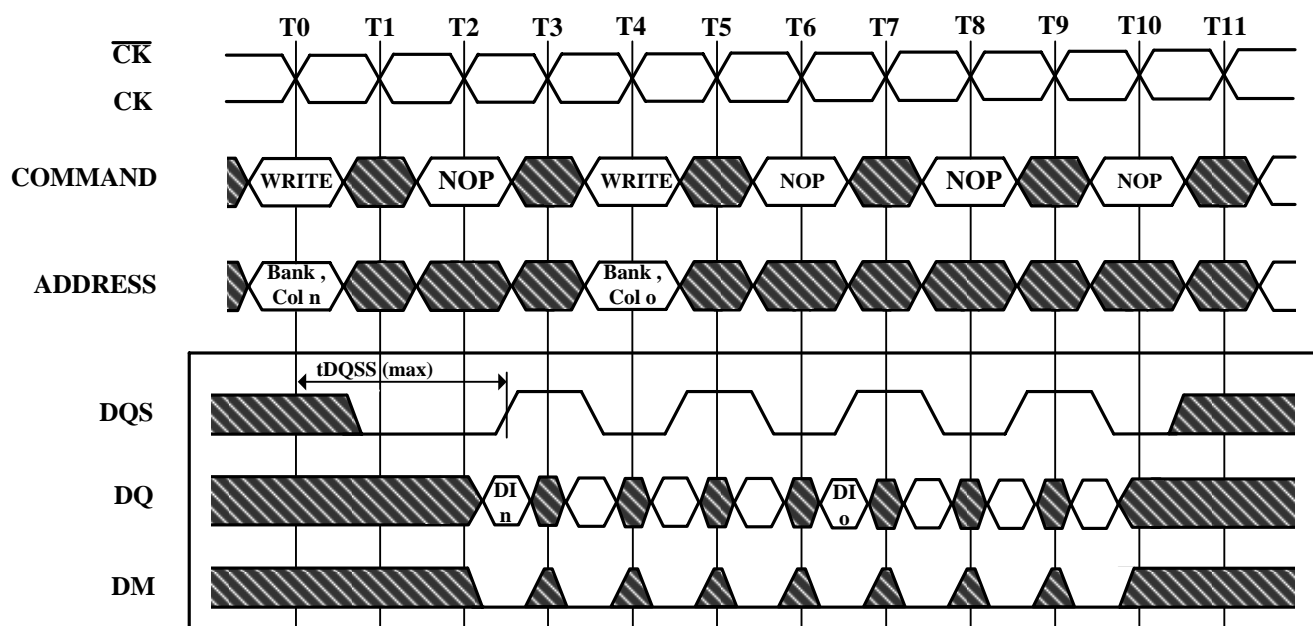 T0 T1 T2 T3 T4 T5 T6 T7 T8 T9 T10 T11
CK
CK
COMMAND WRITE NOP WRITE NOP NOP NOP
ADDRESS Bank , Col n Bank , Col o
tDQSS (max)
DQS
DQ DI n DI o
DM